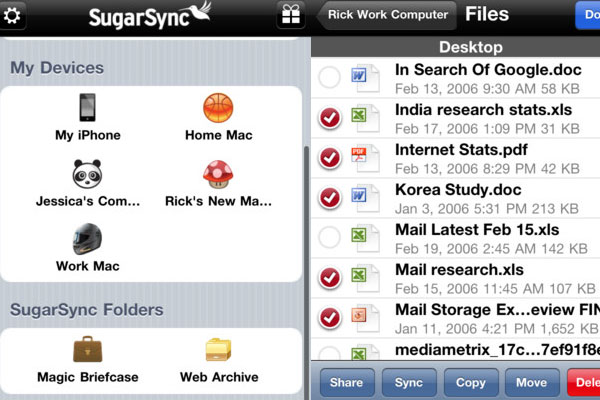 SugarSync
My Devices
My iPhone
Home Mac
Jessica's Com...
Rick's New Ma...
Work Mac
SugarSync Folders
Magic Briefcase
Web Archive
Rick Work Computer
Files
Do
Desktop
In Search Of Google.doc
Feb 13, 2006 9:30 AM 58 KB
India research stats.xls
Feb 17, 2006 1:09 PM 31 KB
Internet Stats.pdf
Feb 13, 2006 8:29 PM 42 KB
Korea Study.doc
Jan 3, 2006 5:31 PM 213 KB
Mail Latest Feb 15.xls
Feb 19, 2006 2:45 AM 142 KB
Mail research.xls
Feb 15, 2006 11:45 AM 107 KB
Mail Storage Ex...eview FIN
Jan 11, 2006 4:21 PM 1,652 KB
mediametrix_17c...7ef91f8e
Share
Sync
Copy
Move
Dele